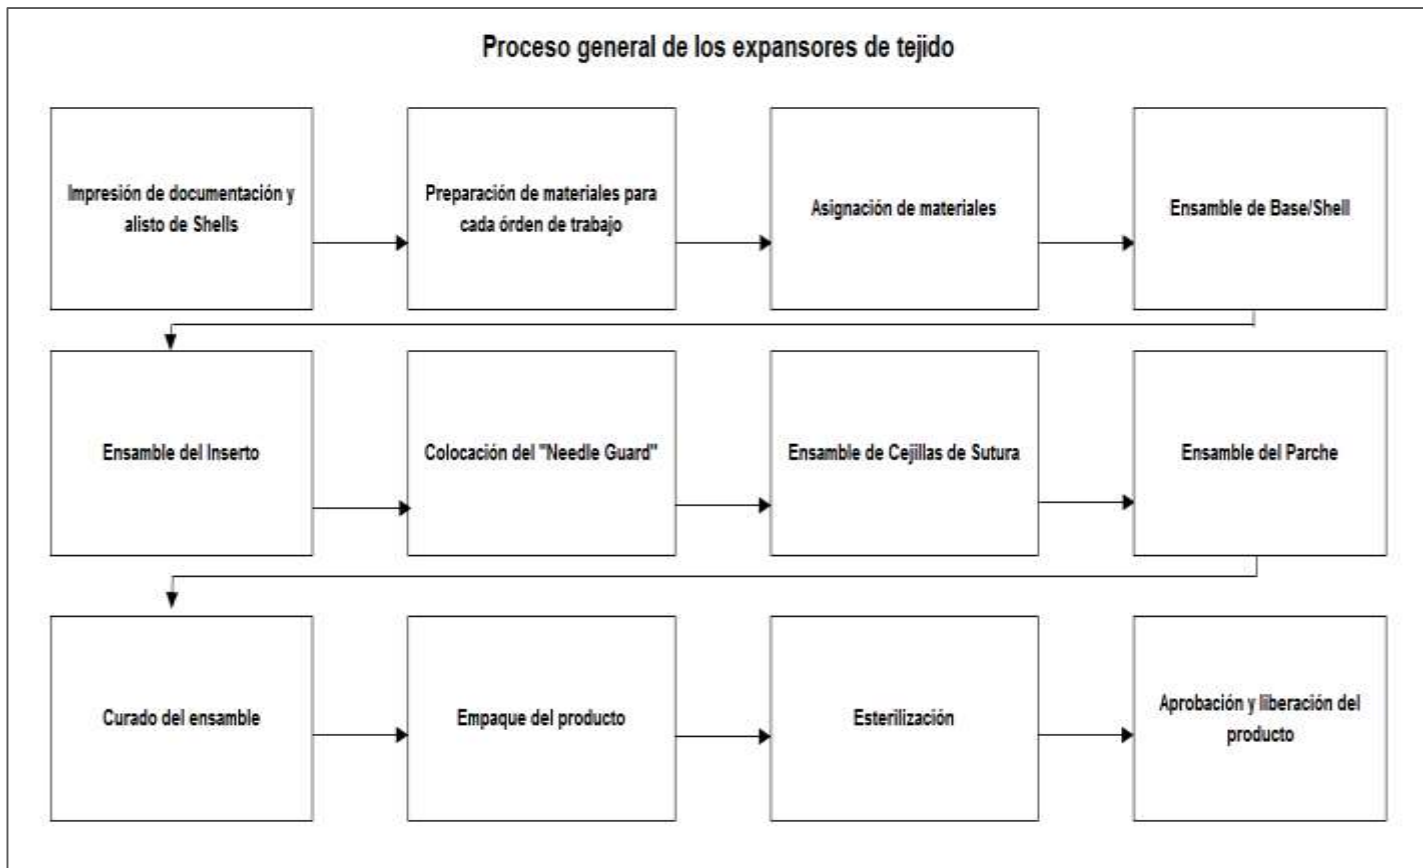 Proceso general de los expansores de tejido
Impresión de documentación y
alisto de Shells
Preparación de materiales para
cada órden de trabajo
Asignación de materiales
Ensamble de Base/Shell
Ensamble del Inserto
Colocación del "Needle Guard"
Ensamble de Cejillas de Sutura
Ensamble del Parche
Curado del ensamble
Empaque del producto
Esterilización
Aprobación y liberación del
producto